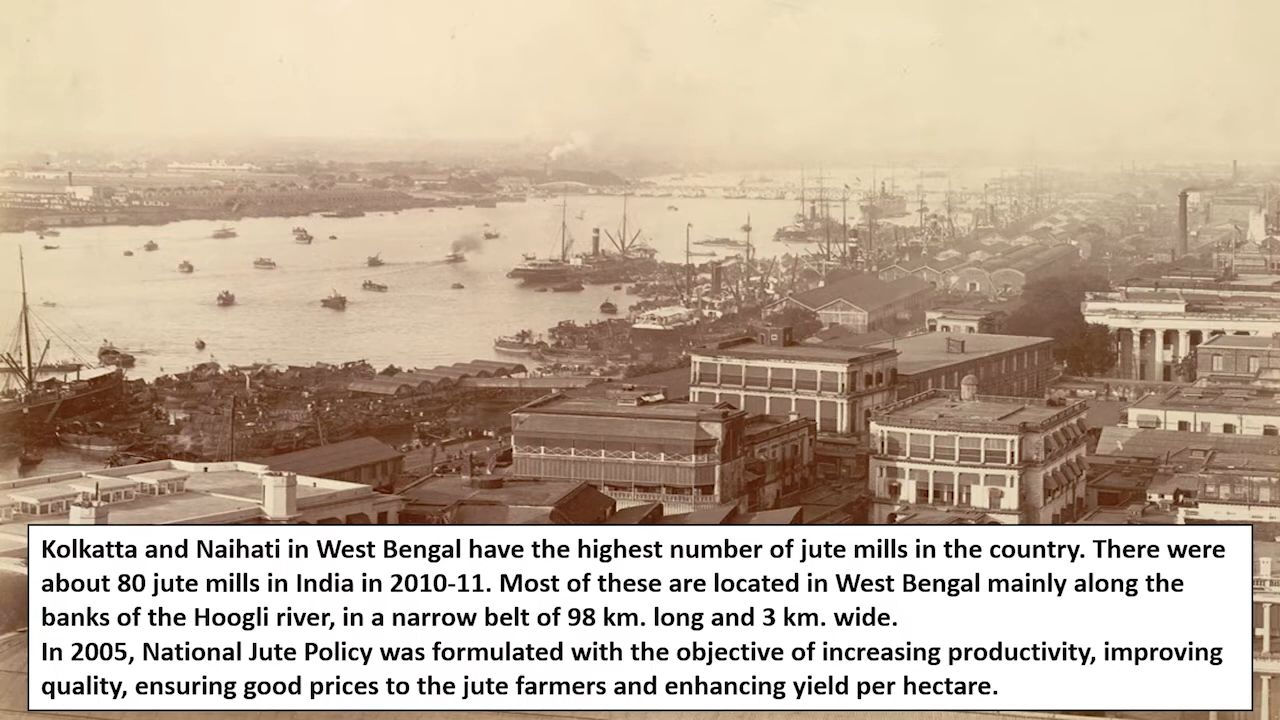 Kolkatta and Naihati in West Bengal have the highest number of jute mills in the country. There were
about 80 jute mills in India in 2010-11. Most of these are located in West Bengal mainly along the
banks of the Hoogli river, in a narrow belt of 98 km. long and 3 km. wide.
In 2005, National Jute Policy was formulated with the objective of increasing productivity, improving
quality, ensuring good prices to the jute farmers and enhancing yield per hectare.